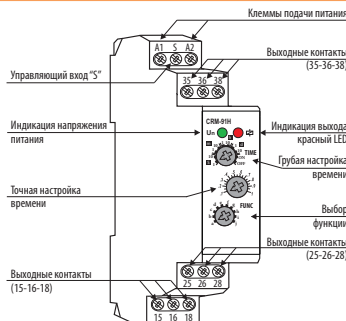 Клеммы подачи питания
A1 S A2
Выходные контакты
(35-36-38)
35 36 38
Управляющий вход "S"
CRM-91H
Un
Индикация напряжения
питания
Индикация выхода
красный LED
TIME
ON
OFF
Грубая настройка
времени
Точная настройка
времени
FUNC
Выбор
функции
Выходные контакты
(25-26-28)
25 26 28
Выходные контакты
(15-16-18)
15 16 18